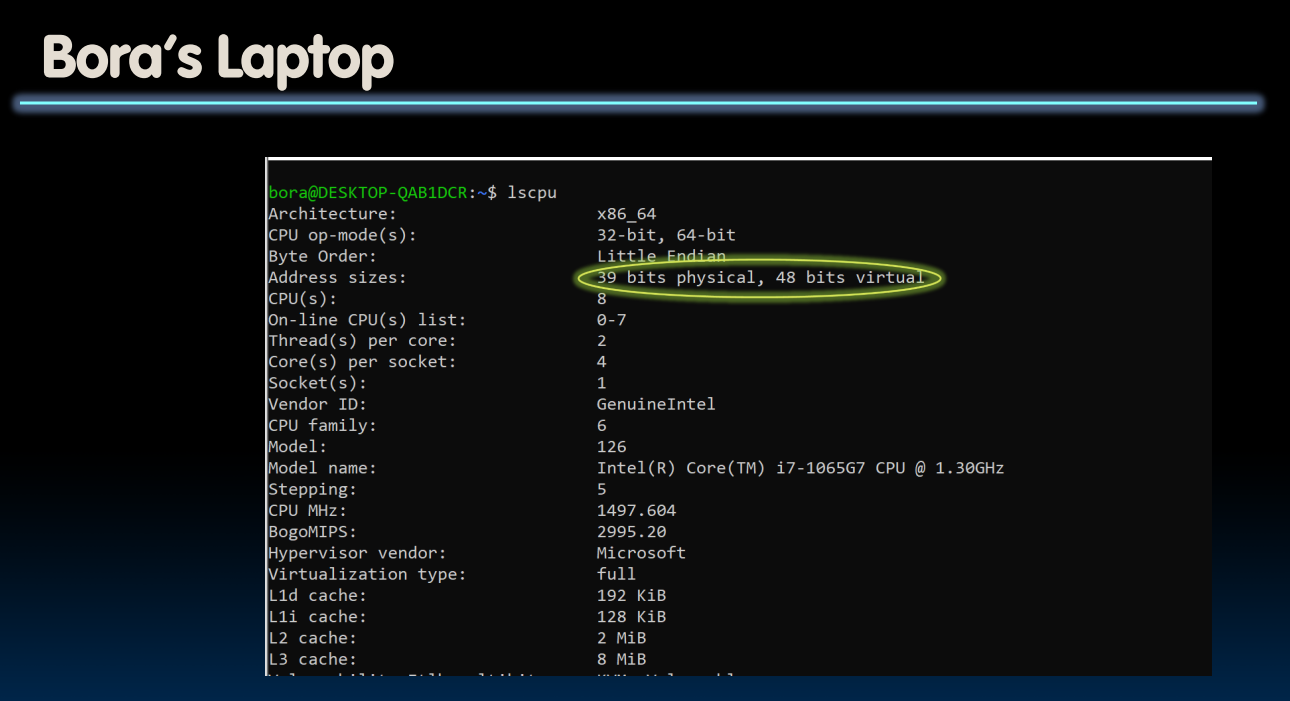 Bora's Laptop
bora@DESKTOP-QAB1DCR:~$ lscpu
Architecture: x86_64
CPU op-mode(s): 32-bit, 64-bit
Byte Order: Little Endian
Address sizes: 39 bits physical, 48 bits virtual
CPU(s): 8
On-line CPU(s) list: 0-7
Thread(s) per core: 2
Core(s) per socket: 4
Socket(s): 1
Vendor ID: GenuineIntel
CPU family: 6
Model: 126
Model name: Intel(R) Core(TM) i7-1065G7 CPU @ 1.30GHz
Stepping: 5
CPU MHz: 1497.604
BogoMIPS: 2995.20
Hypervisor vendor: Microsoft
Virtualization type: full
L1d cache: 192 KiB
L1i cache: 128 KiB
L2 cache: 2 MiB
L3 cache: 8 MiB